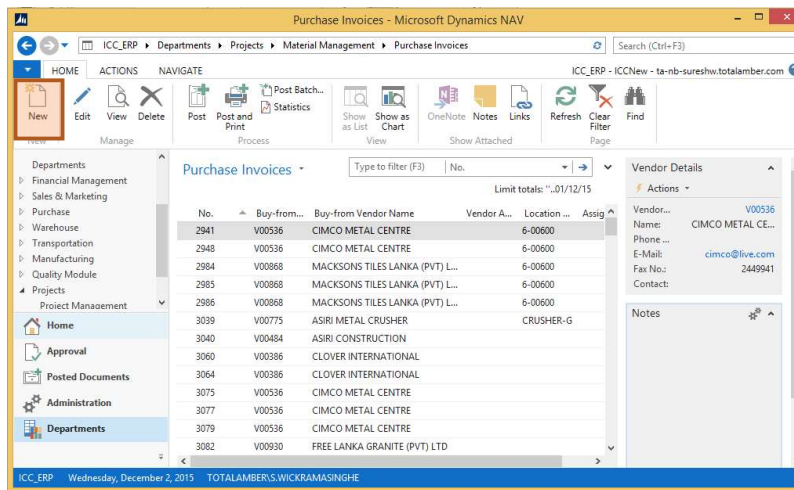 Purchase Invoices - Microsoft Dynamics NAV
ICC_ERP Departments Projects Material Management Purchase Invoices
Search (Ctrl+F3)
HOME ACTIONS NAVIGATE
ICC_ERP - ICCNew - ta-nb-sureshw.totalamber.com
New Edit View Delete Post Post and Print Post Batch... Statistics Show as List Show as Chart OneNote Notes Links Refresh Clear Filter Find
New Manage Process View Show Attached Page
Departments
Financial Management
Sales & Marketing
Purchase
Warehouse
Transportation
Manufacturing
Quality Module
Projects
Project Management
Home
Approval
Posted Documents
Administration
Departments
Purchase Invoices
Type to filter (F3) No.
Limit totals: ''..01/12/15
No. Buy-from... Buy-from Vendor Name Vendor A... Location ... Assig
2941 V00536 CIMCO METAL CENTRE 6-00600
2948 V00536 CIMCO METAL CENTRE 6-00600
2984 V00868 MACKSONS TILES LANKA (PVT) L... 6-00600
2985 V00868 MACKSONS TILES LANKA (PVT) L... 6-00600
2986 V00868 MACKSONS TILES LANKA (PVT) L... 6-00600
3039 V00775 ASIRI METAL CRUSHER CRUSHER-G
3040 V00484 ASIRI CONSTRUCTION
3060 V00386 CLOVER INTERNATIONAL
3064 V00386 CLOVER INTERNATIONAL
3075 V00536 CIMCO METAL CENTRE
3077 V00536 CIMCO METAL CENTRE
3079 V00536 CIMCO METAL CENTRE
3082 V00930 FREE LANKA GRANITE (PVT) LTD
Vendor Details
Actions
Vendor... V00536
Name: CIMCO METAL CE...
Phone ...
E-Mail: cimco@live.com
Fax No.: 2449941
Contact:
Notes
ICC_ERP Wednesday, December 2, 2015 TOTALAMBER\S.WICKRAMASINGHE